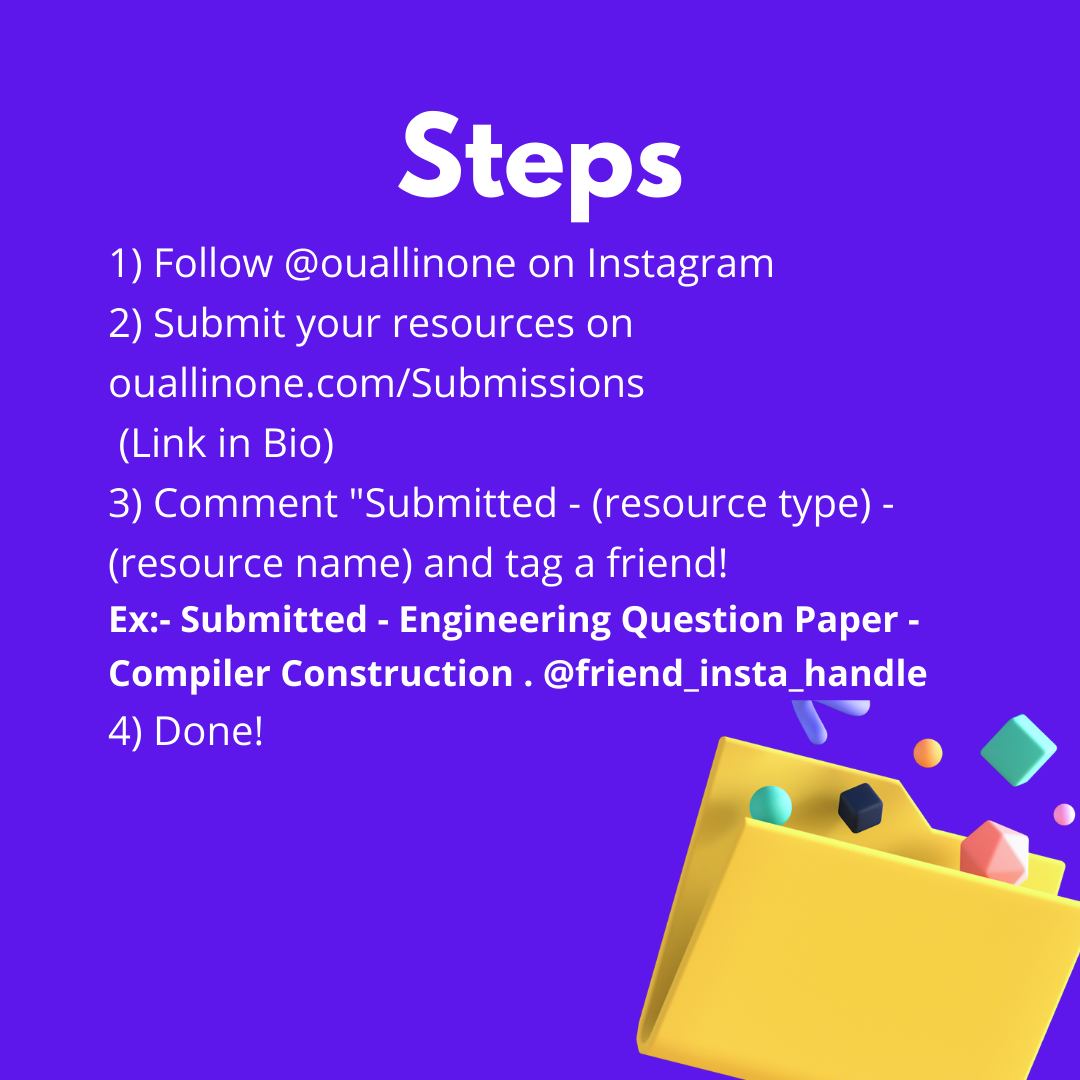 Steps
1) Follow @ouallinone on Instagram
2) Submit your resources on
ouallinone.com/Submissions
(Link in Bio)
3) Comment "Submitted - (resource type) -
(resource name) and tag a friend!
Ex:- Submitted - Engineering Question Paper -
Compiler Construction . @friend_insta_handle
4) Done!